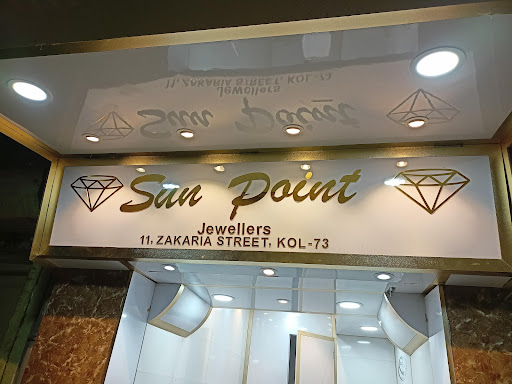 Sun Point
Jewellers
11, ZAKARIA STREET, KOL-73